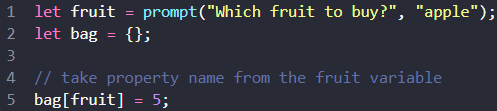 1 let fruit = prompt("Which fruit to buy?", "apple");
2 let bag = {};
3
4 // take property name from the fruit variable
5 bag[fruit] = 5;